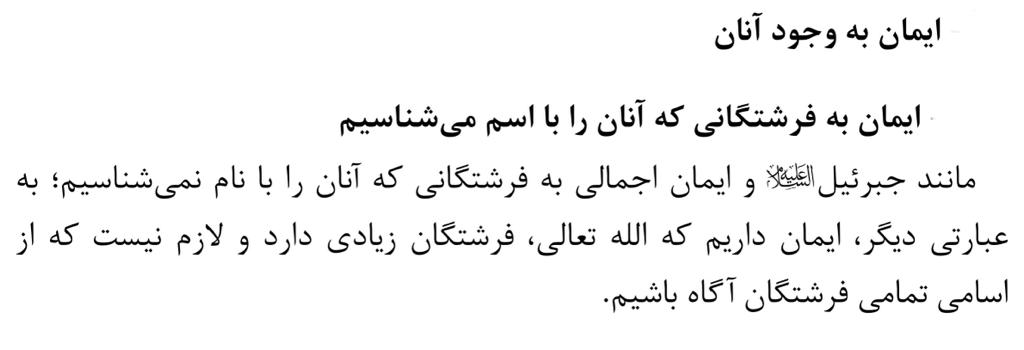 ایمان به وجود آنان
ایمان به فرشتگانی که آنان را با اسم می‌شناسیم
مانند جبرئیل علیه السلام و ایمان اجمالی به فرشتگانی که آنان را با نام نمی‌شناسیم؛ به
عبارتی دیگر، ایمان داریم که الله تعالی، فرشتگان زیادی دارد و لازم نیست که از
اسامی تمامی فرشتگان آگاه باشیم.